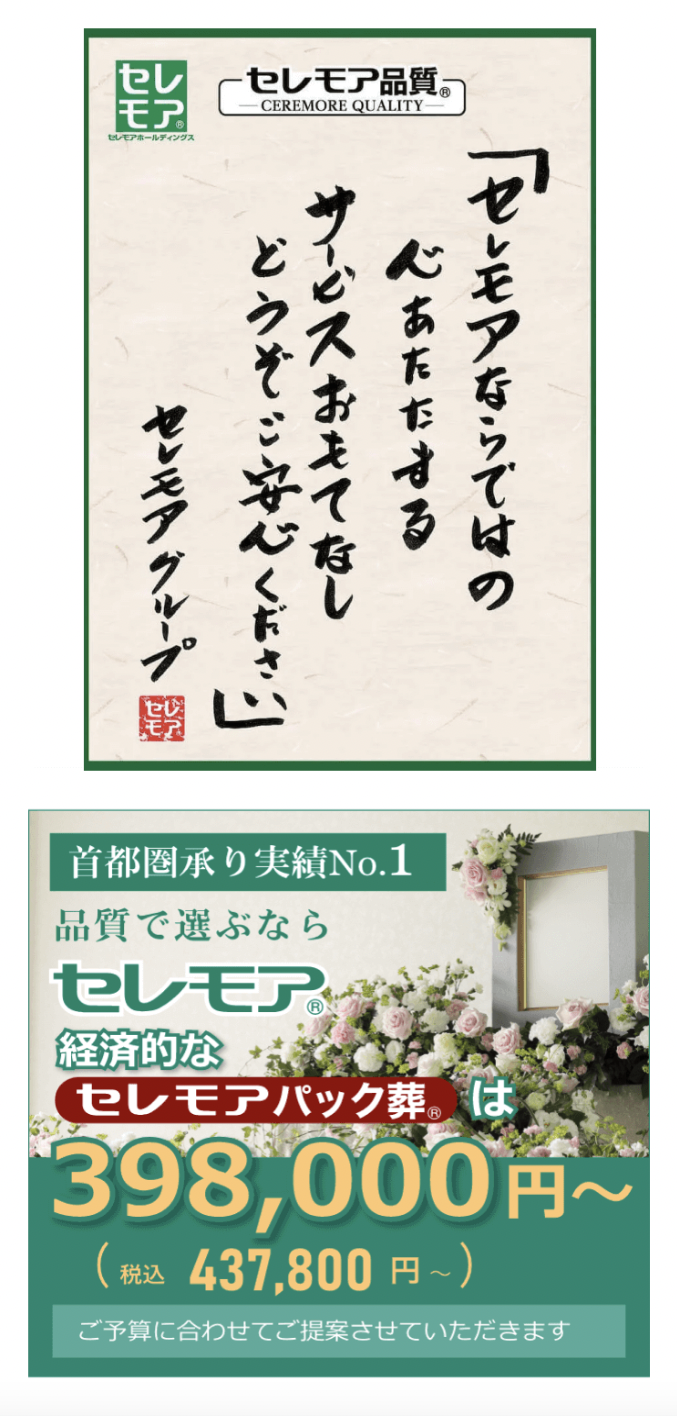 セレモア®
セレモアホールディングス
セレモア品質®
CEREMORE QUALITY
「セレモアならではの
心あたたまる
サービスおもてなし
どうぞご安心ください」
セレモアグループ
セレモア
首都圏承り実績No.1
品質で選ぶなら
セレモア®
経済的な
セレモアパック葬®は
398,000円～
(税込 437,800円～)
ご予算に合わせてご提案させていただきます